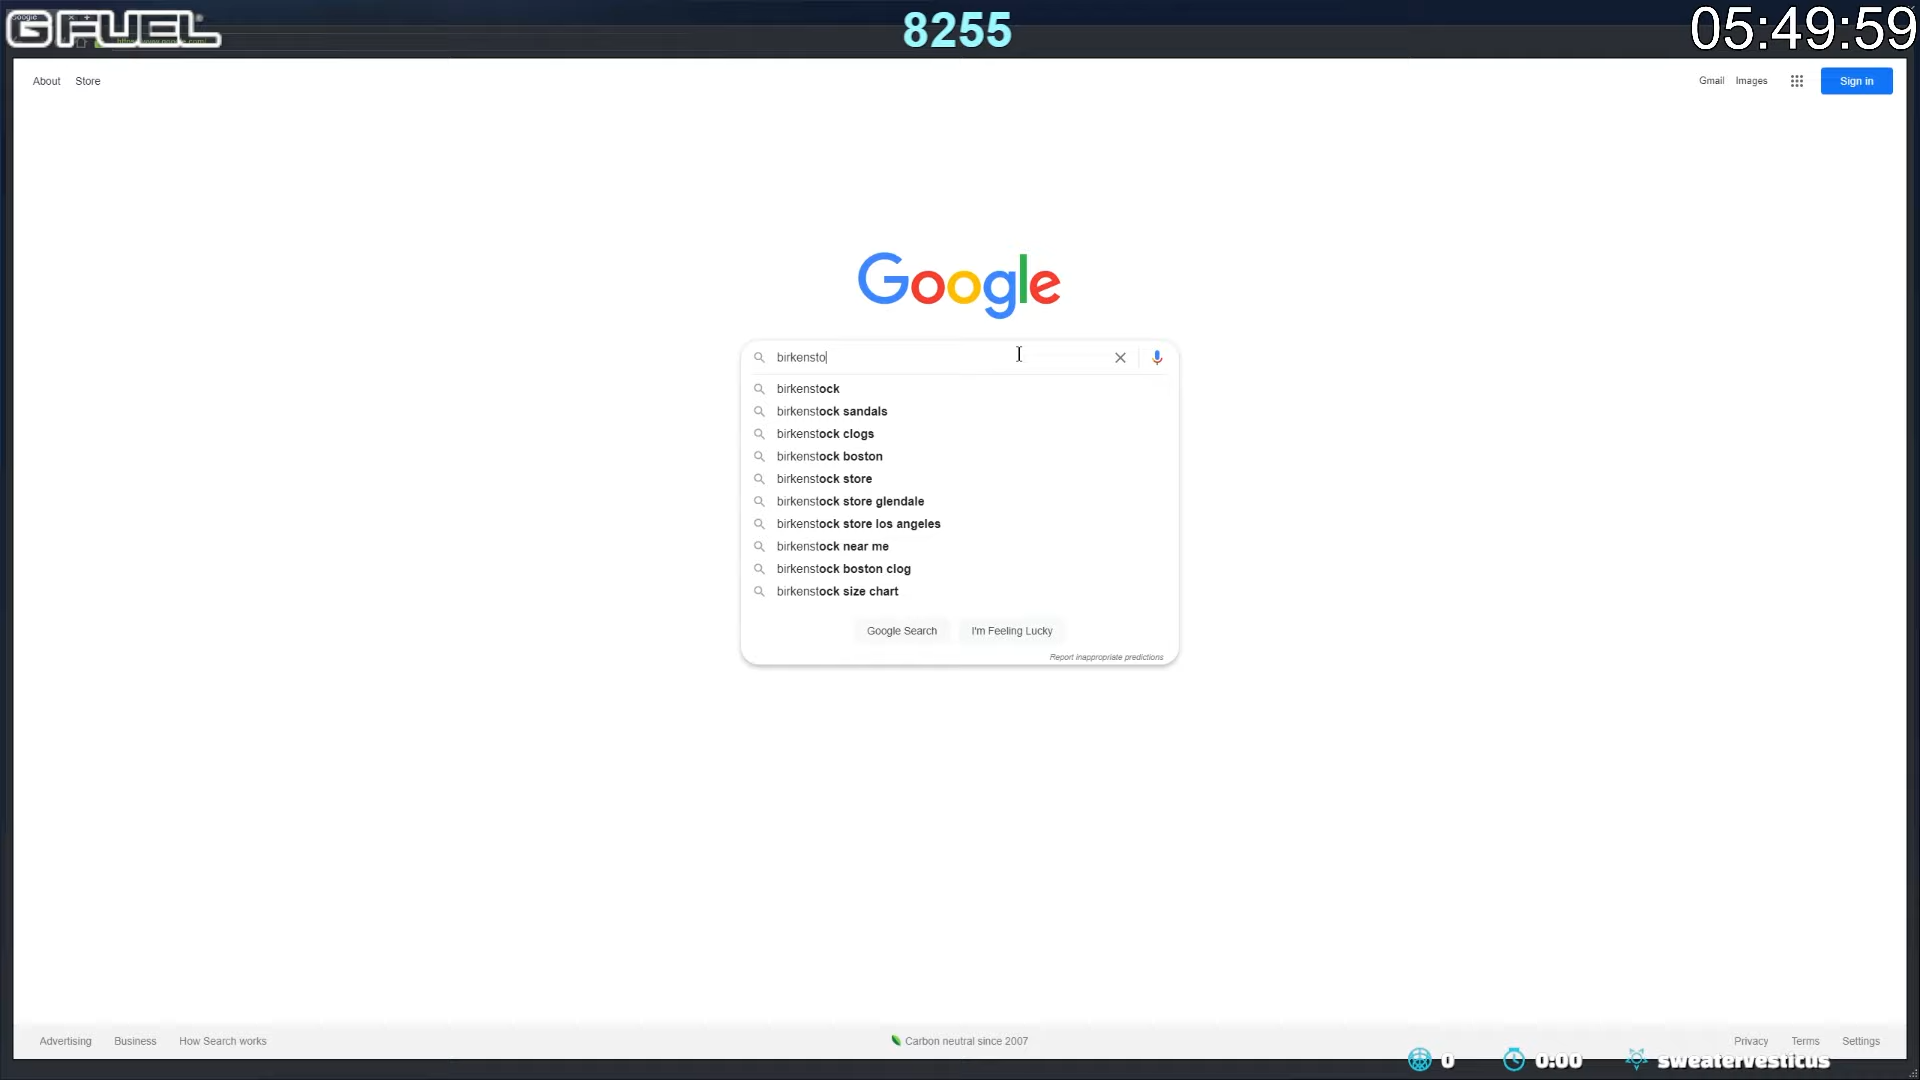 G FUEL
8255
05:49:59
About Store
Gmail Images Sign in
Google
birkensto
birkenstock
birkenstock sandals
birkenstock clogs
birkenstock boston
birkenstock store
birkenstock store glendale
birkenstock store los angeles
birkenstock near me
birkenstock boston clog
birkenstock size chart
Google Search I'm Feeling Lucky
Report inappropriate predictions
Advertising Business How Search works
Carbon neutral since 2007
Privacy Terms Settings
0 0:00 sweatervesticus